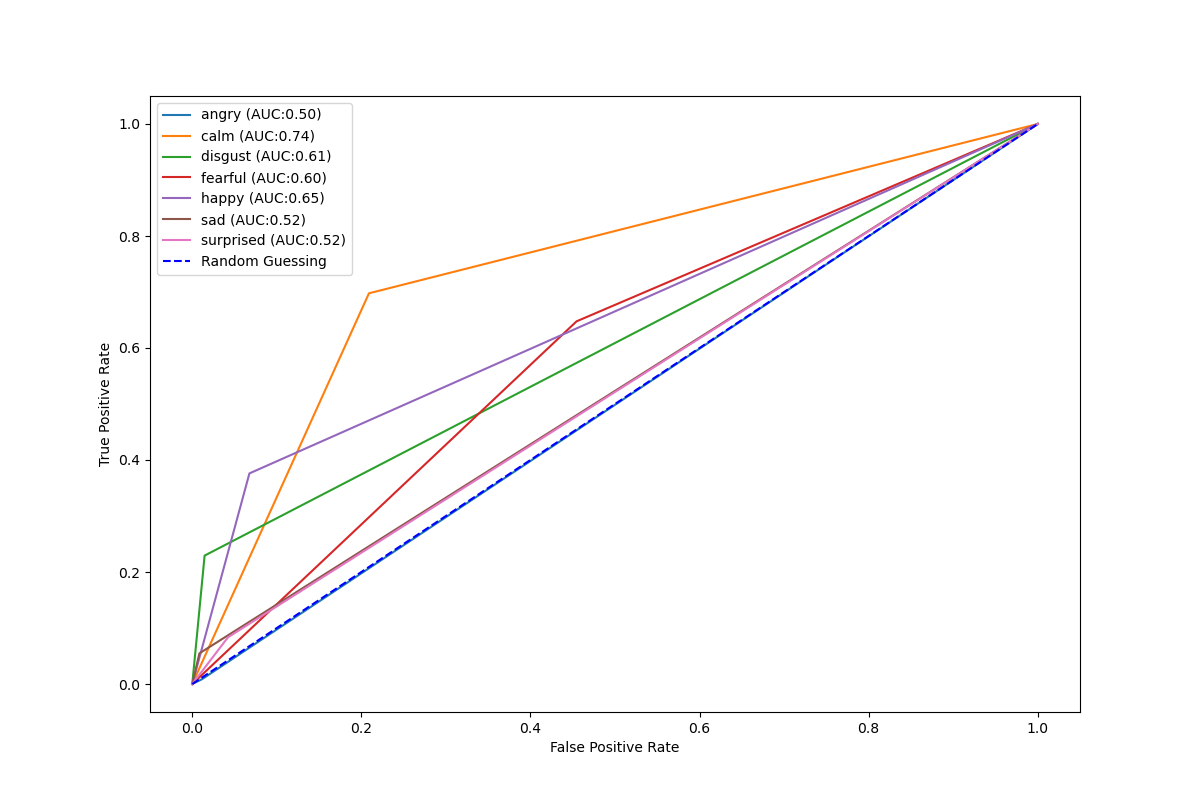 angry (AUC:0.50)
calm (AUC:0.74)
disgust (AUC:0.61)
fearful (AUC:0.60)
happy (AUC:0.65)
sad (AUC:0.52)
surprised (AUC:0.52)
Random Guessing
1.0
0.8
0.6
0.4
0.2
0.0
True Positive Rate
0.0 0.2 0.4 0.6 0.8 1.0
False Positive Rate